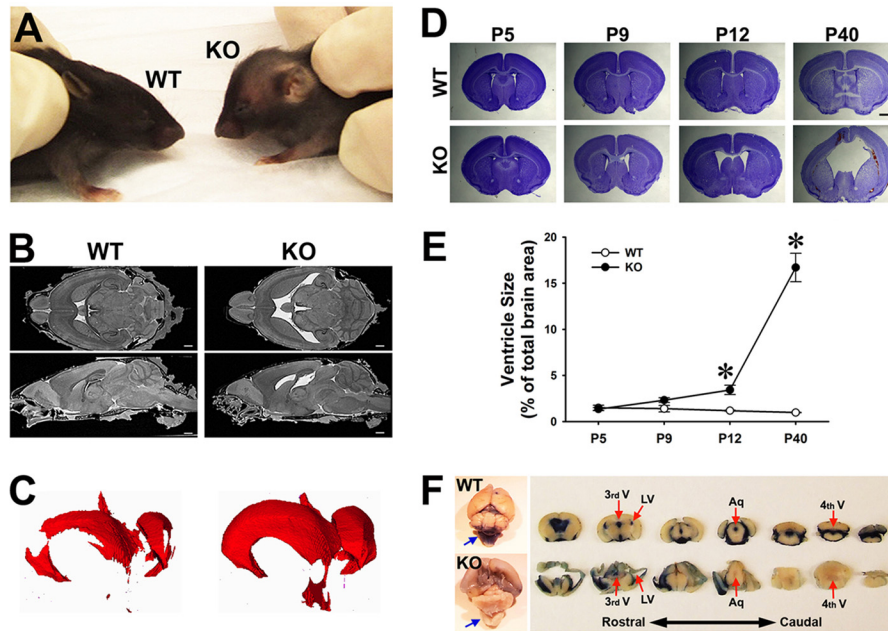 A
WT
KO
B
WT
KO
C
D
P5
P9
P12
P40
WT
KO
E
WT
KO
Ventricle Size
(% of total brain area)
20
15
10
5
0
P5
P9
P12
P40
*
*
F
WT
KO
3rd V
LV
Aq
4th V
3rd V
LV
Aq
4th V
Rostral
Caudal